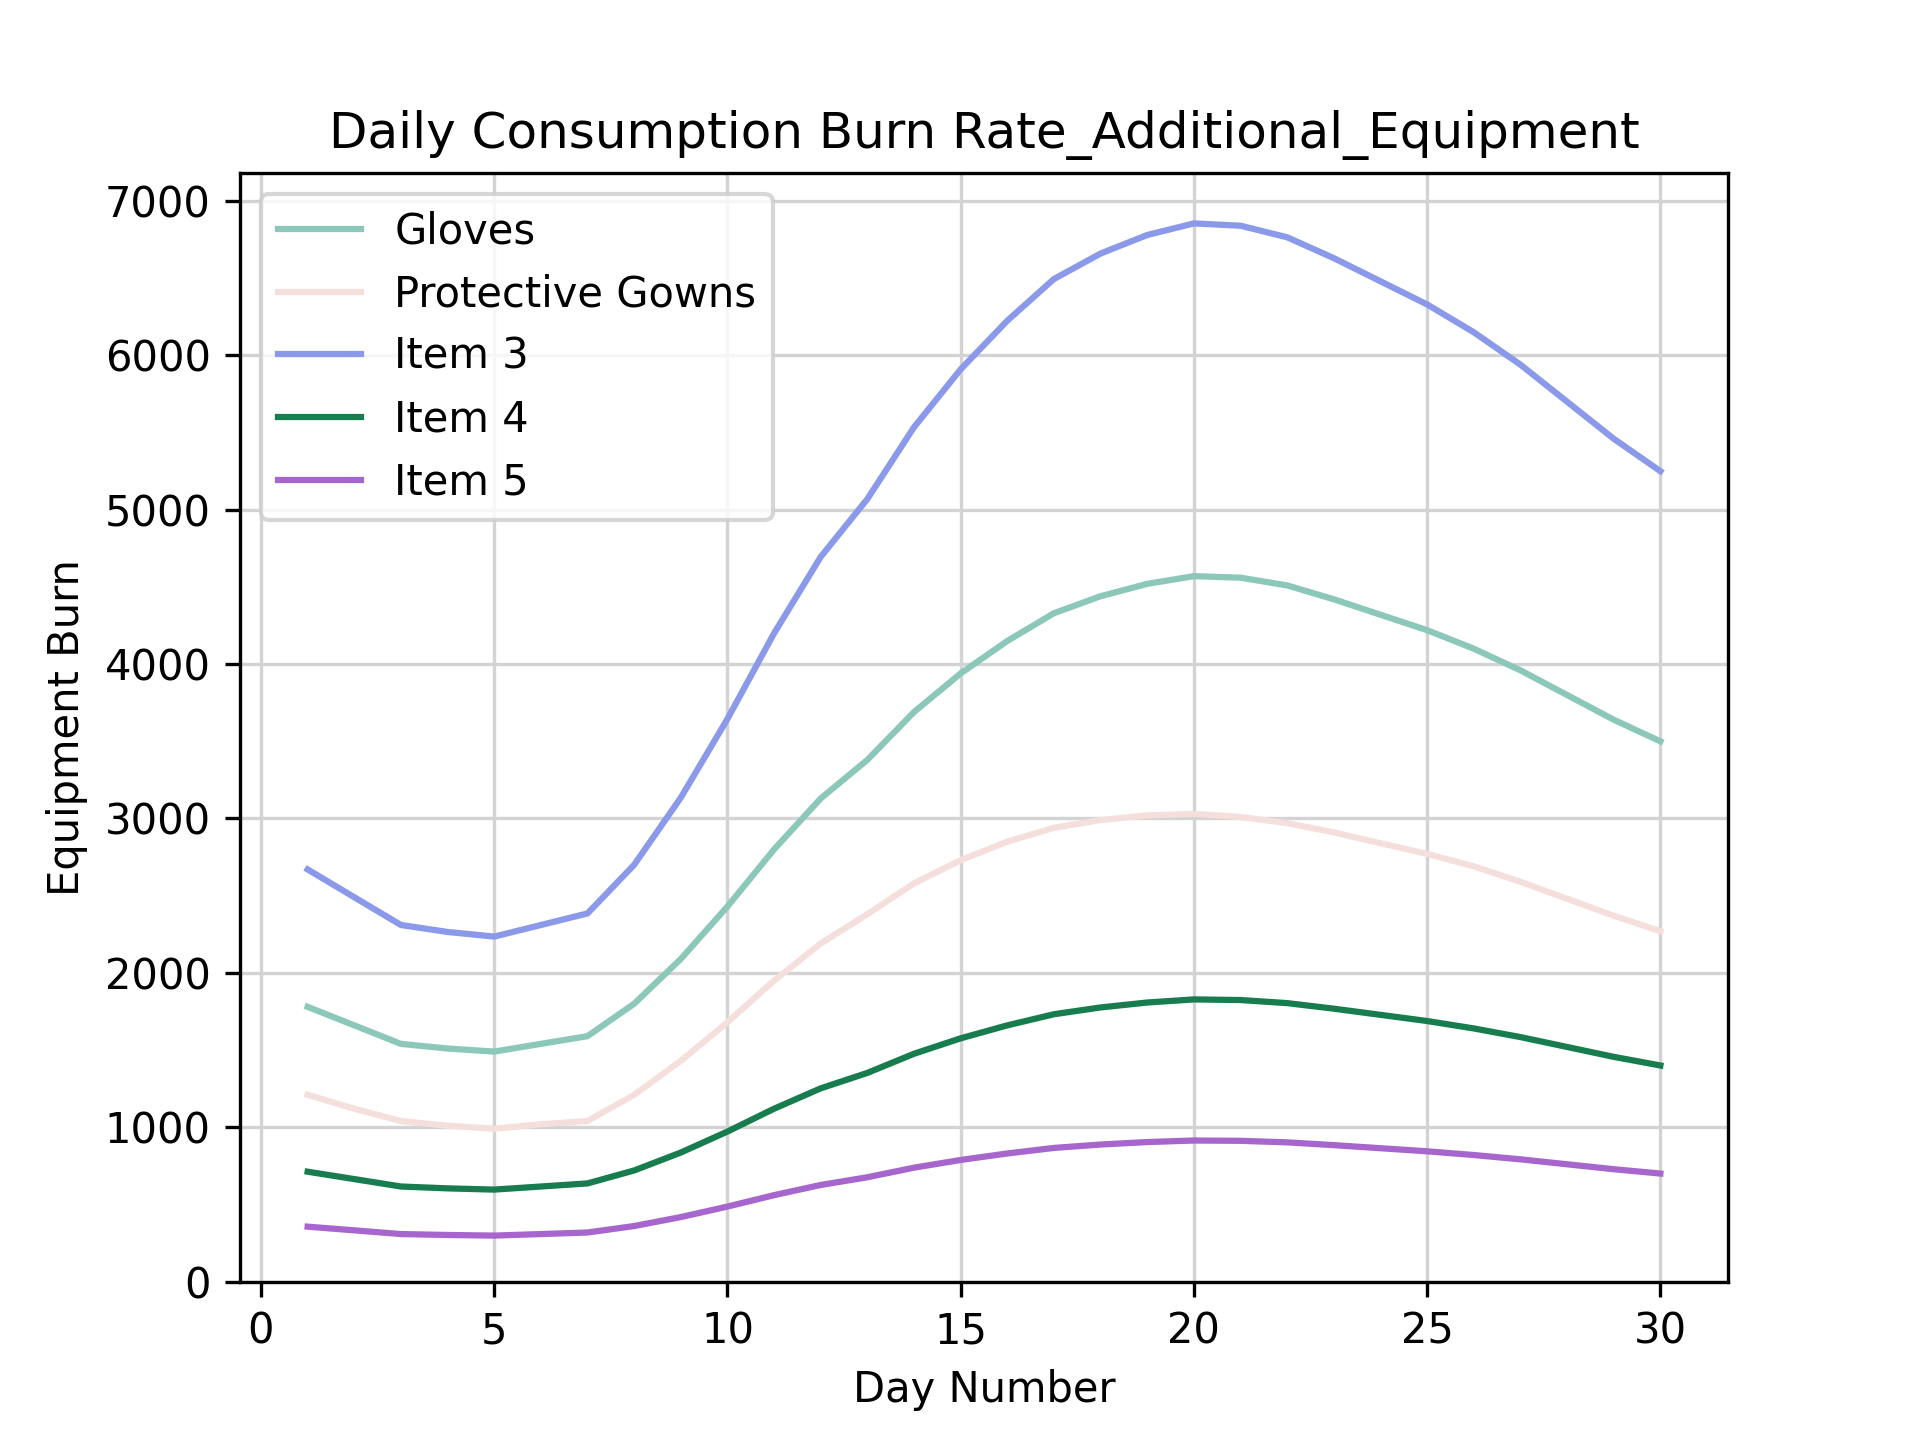 Daily Consumption Burn Rate_Additional_Equipment
7000
6000
5000
4000
3000
2000
1000
0
Equipment Burn
Gloves
Protective Gowns
Item 3
Item 4
Item 5
0 5 10 15 20 25 30
Day Number